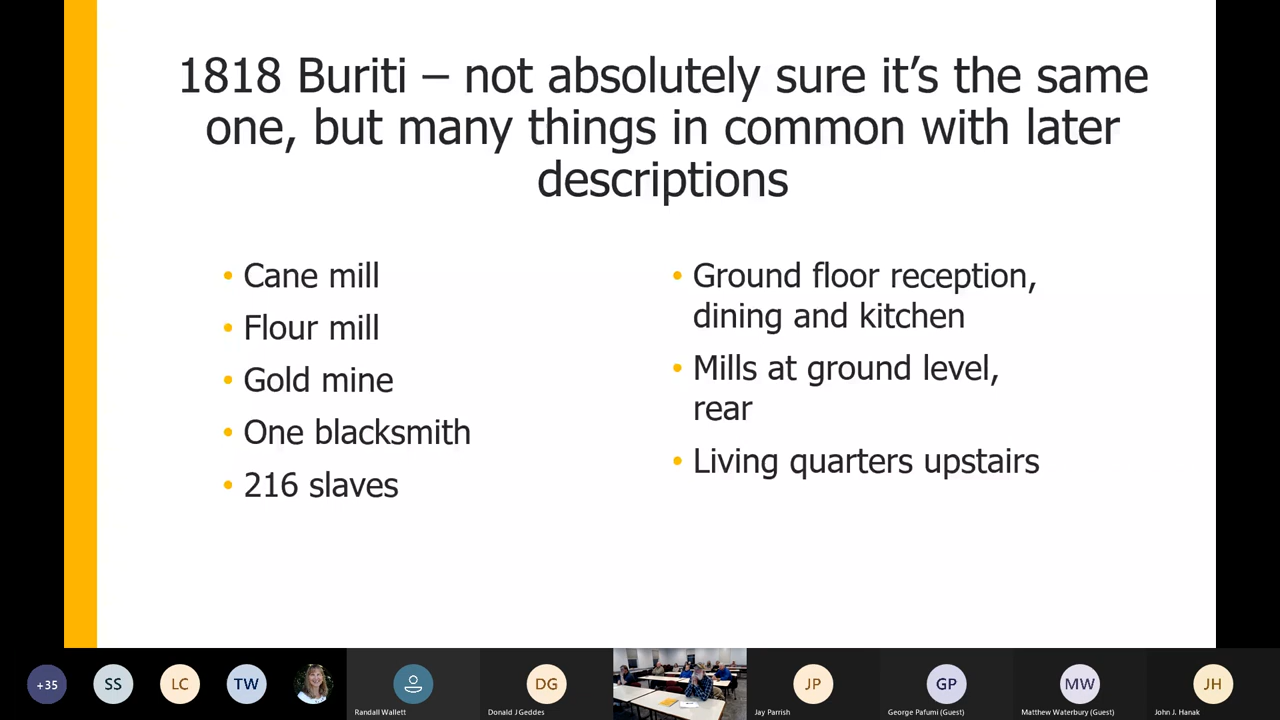 1818 Buriti – not absolutely sure it’s the same
one, but many things in common with later
descriptions
• Cane mill
• Flour mill
• Gold mine
• One blacksmith
• 216 slaves
• Ground floor reception,
dining and kitchen
• Mills at ground level,
rear
• Living quarters upstairs
+35
SS
LC
TW
Randall Wallett
DG
Donald J Geddes
JP
Jay Parrish
GP
George Pafumi (Guest)
MW
Matthew Waterbury (Guest)
JH
John J. Hanak